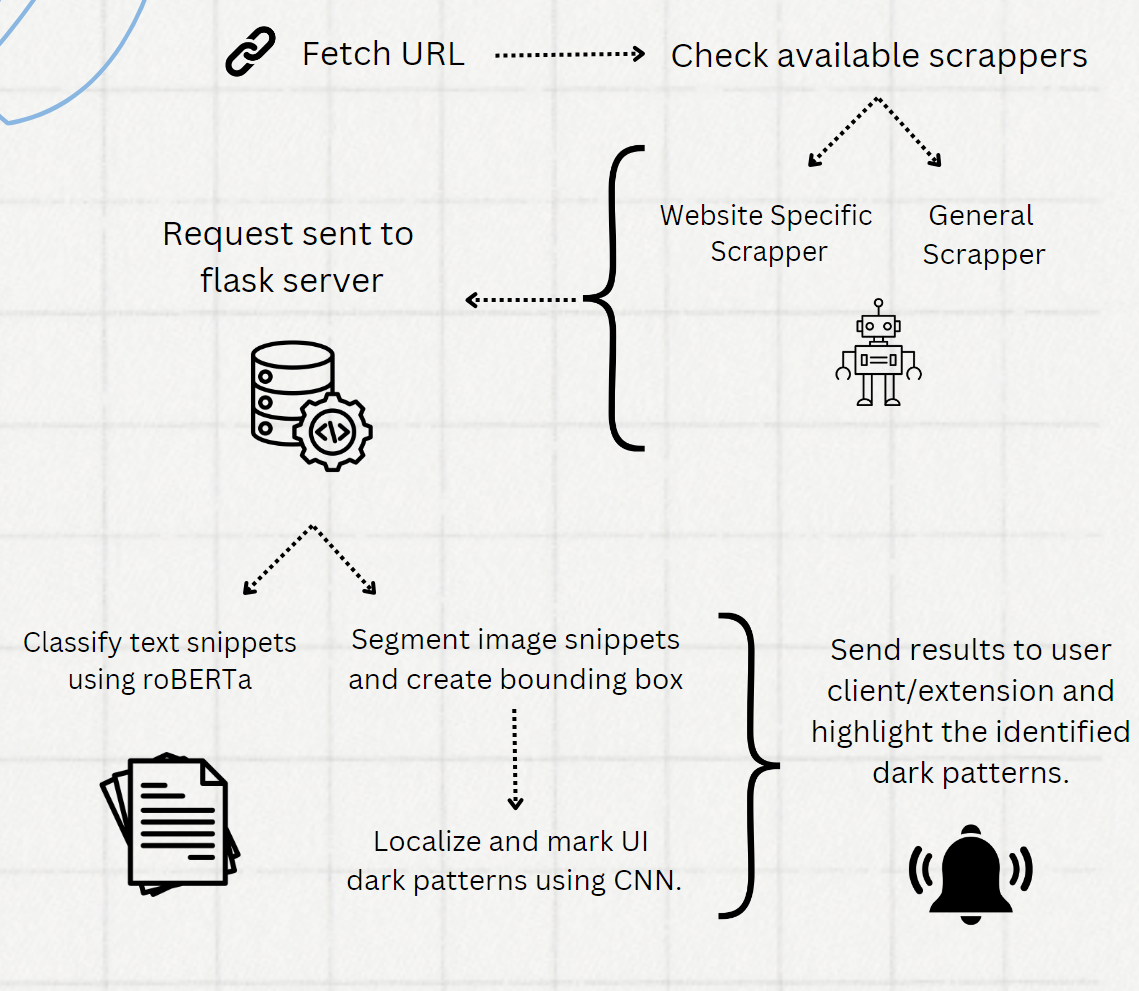 Fetch URL
Check available scrappers
Website Specific
Scrapper
General
Scrapper
Request sent to
flask server
Classify text snippets
using roBERTa
Segment image snippets
and create bounding box
Localize and mark UI
dark patterns using CNN.
Send results to user
client/extension and
highlight the identified
dark patterns.